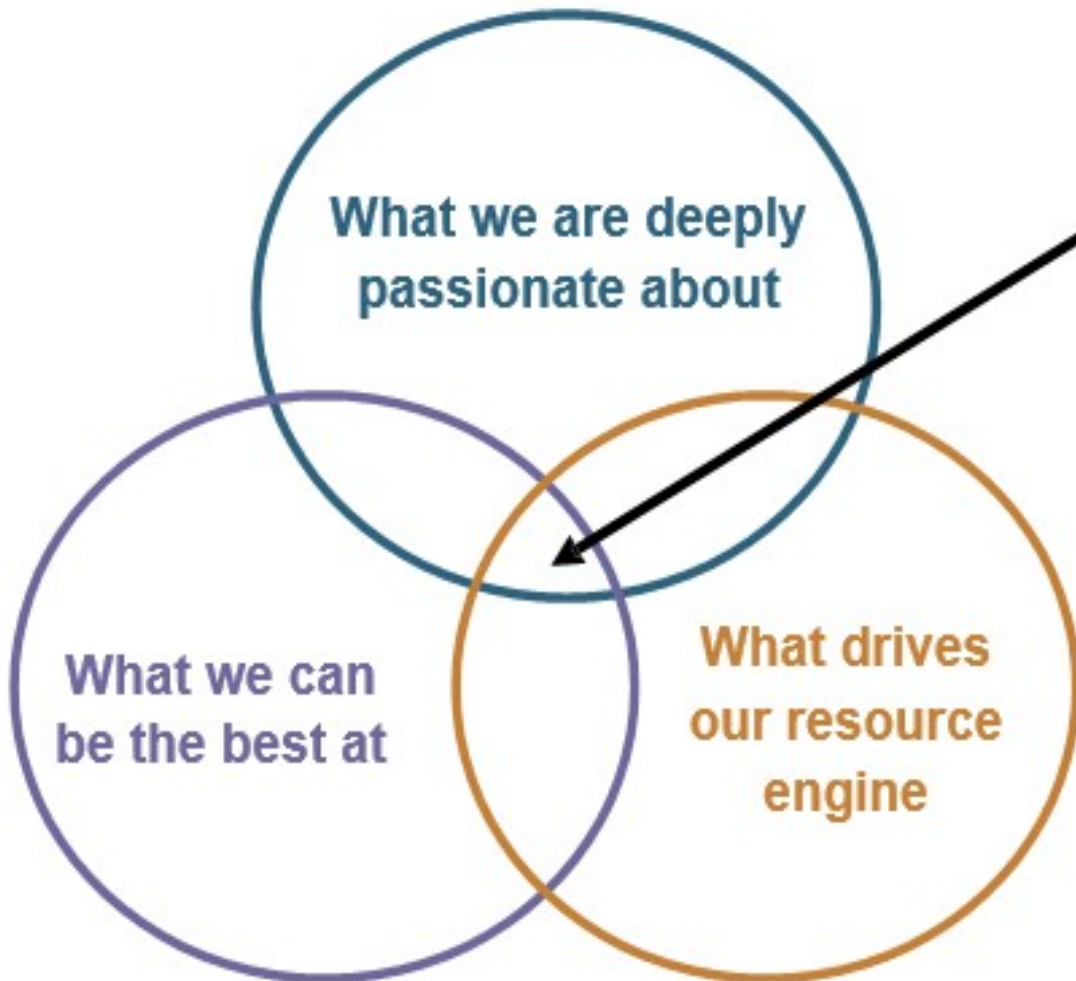 What we are deeply
passionate about
What we can
be the best at
What drives
our resource
engine